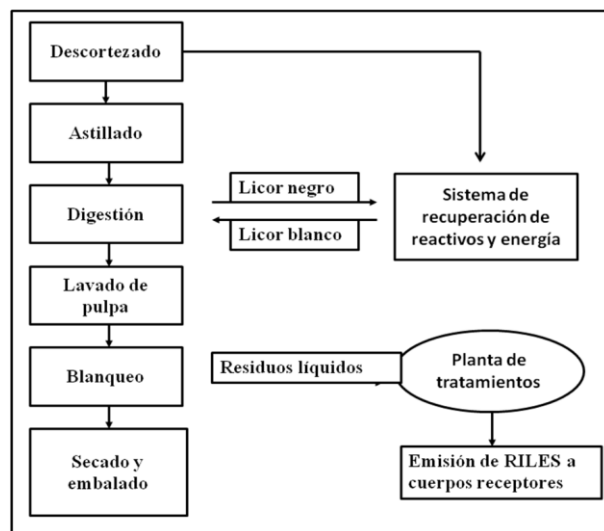 Descortezado
Astillado
Digestión
Licor negro
Licor blanco
Sistema de
recuperación de
reactivos y energía
Lavado de
pulpa
Blanqueo
Residuos líquidos
Planta de
tratamientos
Secado y
embalado
Emisión de RILES a
cuerpos receptores